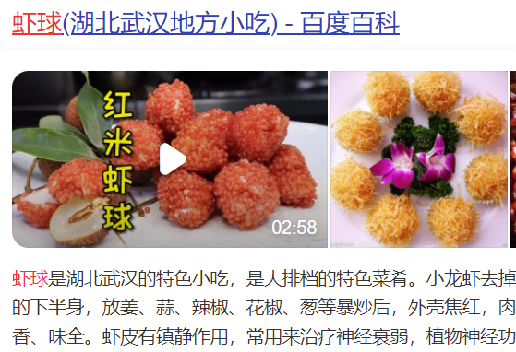 虾球(湖北武汉地方小吃) - 百度百科
红米虾球
02:58
虾球是湖北武汉的特色小吃，是大排档的特色菜肴。小龙虾去掉
的下半身，放姜、蒜、辣椒、花椒、葱等暴炒后，外壳焦红，肉
香、味全。虾皮有镇静作用，常用来治疗神经衰弱，植物神经功